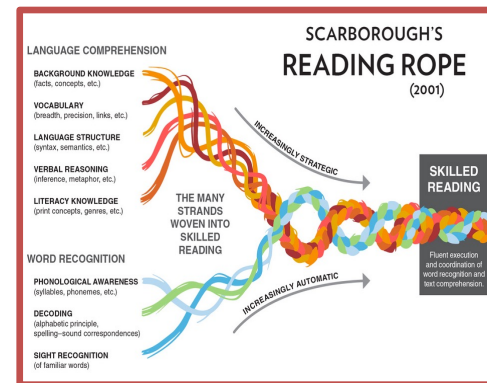 SCARBOROUGH'S
READING ROPE
(2001)
LANGUAGE COMPREHENSION
BACKGROUND KNOWLEDGE
(facts, concepts, etc.)
VOCABULARY
(breadth, precision, links, etc.)
LANGUAGE STRUCTURE
(syntax, semantics, etc.)
VERBAL REASONING
(inference, metaphor, etc.)
LITERACY KNOWLEDGE
(print concepts, genres, etc.)
WORD RECOGNITION
PHONOLOGICAL AWARENESS
(syllables, phonemes, etc.)
DECODING
(alphabetic principle,
spelling–sound correspondences)
SIGHT RECOGNITION
(of familiar words)
THE MANY
STRANDS
WOVEN INTO
SKILLED
READING
INCREASINGLY STRATEGIC
INCREASINGLY AUTOMATIC
SKILLED
READING
Fluent execution
and coordination of
word recognition and
text comprehension.